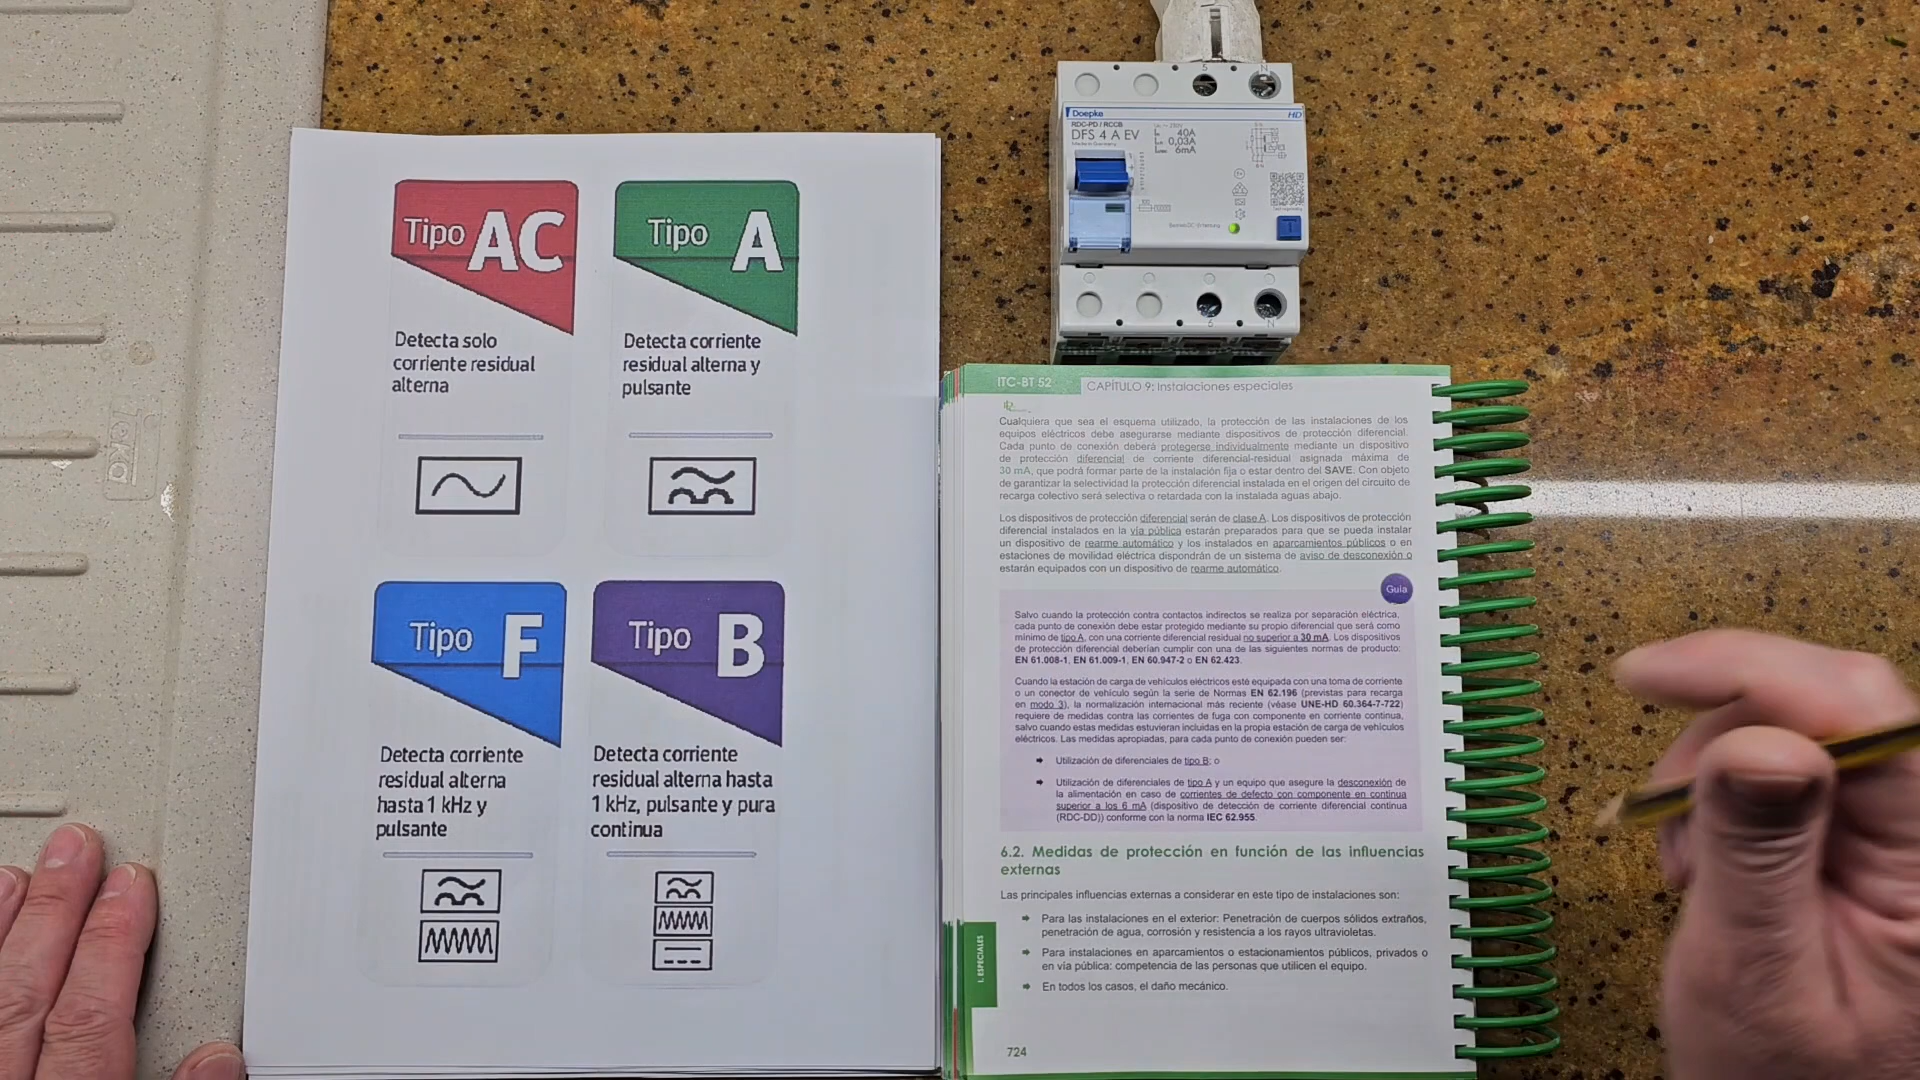 Tipo AC
Detecta solo
corriente residual
alterna
Tipo A
Detecta corriente
residual alterna y
pulsante
Tipo F
Detecta corriente
residual alterna
hasta 1 kHz y
pulsante
Tipo B
Detecta corriente
residual alterna hasta
1 kHz, pulsante y pura
continua
Teka
5 N
Doepke HD
RDC-PD / RCCB
DFS 4 A EV
Made in Germany
40A
0,03A
6mA
T
5 N
ITC-BT 52 CAPÍTULO 9: Instalaciones especiales
Cualquiera que sea el esquema utilizado, la protección de las instalaciones de los
equipos eléctricos debe asegurarse mediante dispositivos de protección diferencial.
Cada punto de conexión deberá protegerse individualmente mediante un dispositivo
de protección diferencial de corriente diferencial-residual asignada máxima de
30 mA, que podrá formar parte de la instalación fija o estar dentro del SAVE. Con objeto
de garantizar la selectividad la protección diferencial instalada en el origen del circuito de
recarga colectivo será selectiva o retardada con la instalada aguas abajo.
Los dispositivos de protección diferencial serán de clase A. Los dispositivos de protección
diferencial instalados en la vía pública estarán preparados para que se pueda instalar
un dispositivo de rearme automático y los instalados en aparcamientos públicos o en
estaciones de movilidad eléctrica dispondrán de un sistema de aviso de desconexión o
estarán equipados con un dispositivo de rearme automático.
Guía
Salvo cuando la protección contra contactos indirectos se realiza por separación eléctrica,
cada punto de conexión debe estar protegido mediante su propio diferencial que será como
mínimo de tipo A, con una corriente diferencial residual no superior a 30 mA. Los dispositivos
de protección diferencial deberían cumplir con una de las siguientes normas de producto:
EN 61.008-1, EN 61.009-1, EN 60.947-2 o EN 62.423.
Cuando la estación de carga de vehículos eléctricos esté equipada con una toma de corriente
o un conector de vehículo según la serie de Normas EN 62.196 (previstas para recarga
en modo 3), la normalización internacional más reciente (véase UNE-HD 60.364-7-722)
requiere de medidas contra las corrientes de fuga con componente en corriente continua,
salvo cuando estas medidas estuvieran incluidas en la propia estación de carga de vehículos
eléctricos. Las medidas apropiadas, para cada punto de conexión pueden ser:
Utilización de diferenciales de tipo B; o
Utilización de diferenciales de tipo A y un equipo que asegure la desconexión de
la alimentación en caso de corrientes de defecto con componente en continua
superior a los 6 mA (dispositivo de detección de corriente diferencial continua
(RDC-DD)) conforme con la norma IEC 62.955.
6.2. Medidas de protección en función de las influencias
externas
Las principales influencias externas a considerar en este tipo de instalaciones son:
Para las instalaciones en el exterior: Penetración de cuerpos sólidos extraños,
penetración de agua, corrosión y resistencia a los rayos ultravioletas.
Para instalaciones en aparcamientos o estacionamientos públicos, privados o
en vía pública: competencia de las personas que utilicen el equipo.
En todos los casos, el daño mecánico.
I. ESPECIALES
724